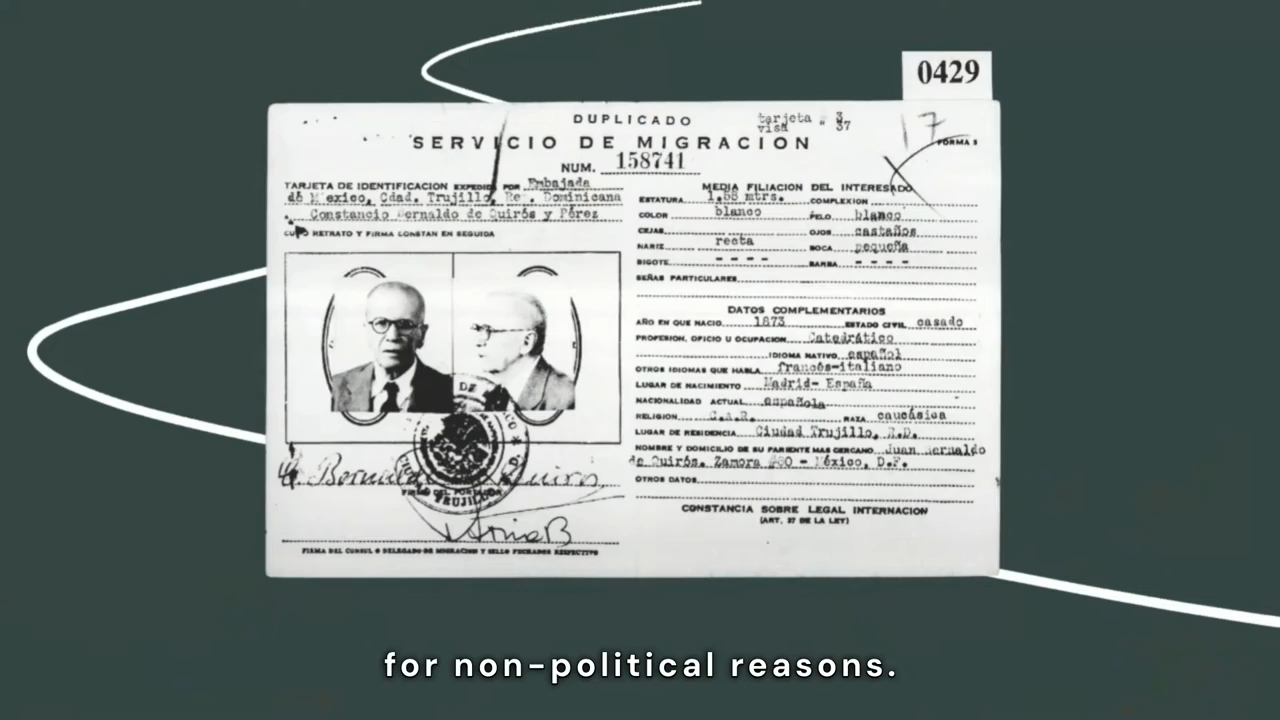 0429
DUPLICADO
tarjeta " 3
visa " 37
17
SERVICIO DE MIGRACION
FORMA 5
NUM. 158741
TARJETA DE IDENTIFICACION EXPEDIDA POR Embajada
de Mexico, Cdad. Trujillo, Rep. Dominicana
Constancio Bernaldo de Quirós y Pérez
CUYO RETRATO Y FIRMA CONSTAN EN SEGUIDA
MEDIA FILIACION DEL INTERESADO
ESTATURA 1.58 mtrs. COMPLEXION
COLOR blanco PELO blanco
CEJAS OJOS castaños
NARIZ recta BOCA pequeña
BIGOTE - - - - BARBA - - - -
SEÑAS PARTICULARES
DATOS COMPLEMENTARIOS
AÑO EN QUE NACIO 1873 ESTADO CIVIL casado
PROFESION, OFICIO U OCUPACION Catedrático
IDIOMA NATIVO español
OTROS IDIOMAS QUE HABLA francés-italiano
LUGAR DE NACIMIENTO Madrid- España
NACIONALIDAD ACTUAL española
RELIGION C.A.R. RAZA caucásica
LUGAR DE RESIDENCIA Ciudad Trujillo, R.D.
NOMBRE Y DOMICILIO DE SU PARIENTE MAS CERCANO Juan Bernaldo
de Quirós. Zamora - México, D.F.
OTROS DATOS
CONSTANCIA SOBRE LEGAL INTERNACION
(ART. 37 DE LA LEY)
C. Bernaldo de Quirós
FIRMA DEL PORTADOR
TRUJILLO
FIRMA DEL CONSUL O DELEGADO DE MIGRACION Y SELLO FECHADOR RESPECTIVO
for non-political reasons.